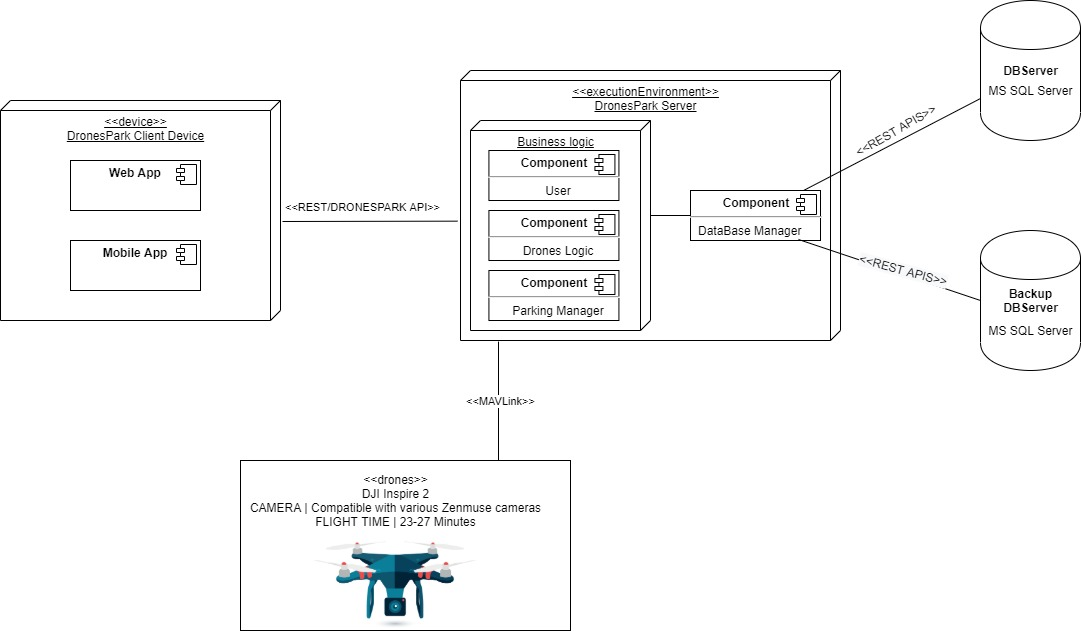 <<device>>
DronesPark Client Device
Web App
Mobile App
<<REST/DRONESPARK API>>
<<executionEnvironment>>
DronesPark Server
Business logic
Component
User
Component
Drones Logic
Component
Parking Manager
Component
DataBase Manager
<<REST APIS>>
DBServer
MS SQL Server
<<REST APIS>>
Backup
DBServer
MS SQL Server
<<MAVLink>>
<<drones>>
DJI Inspire 2
CAMERA | Compatible with various Zenmuse cameras
FLIGHT TIME | 23-27 Minutes